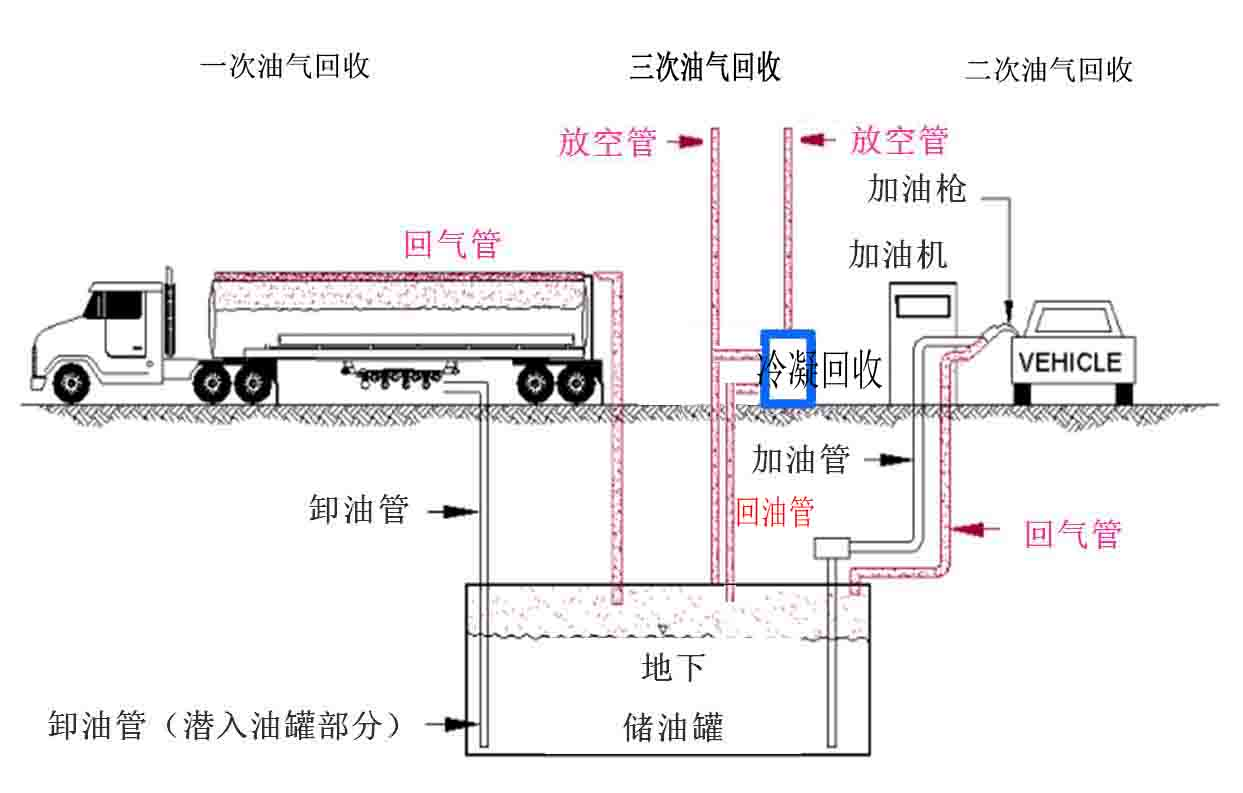 一次油气回收
三次油气回收
二次油气回收
放空管
放空管
加油枪
回气管
加油机
冷凝回收
VEHICLE
加油管
卸油管
回油管
回气管
地下
储油罐
卸油管（潜入油罐部分）